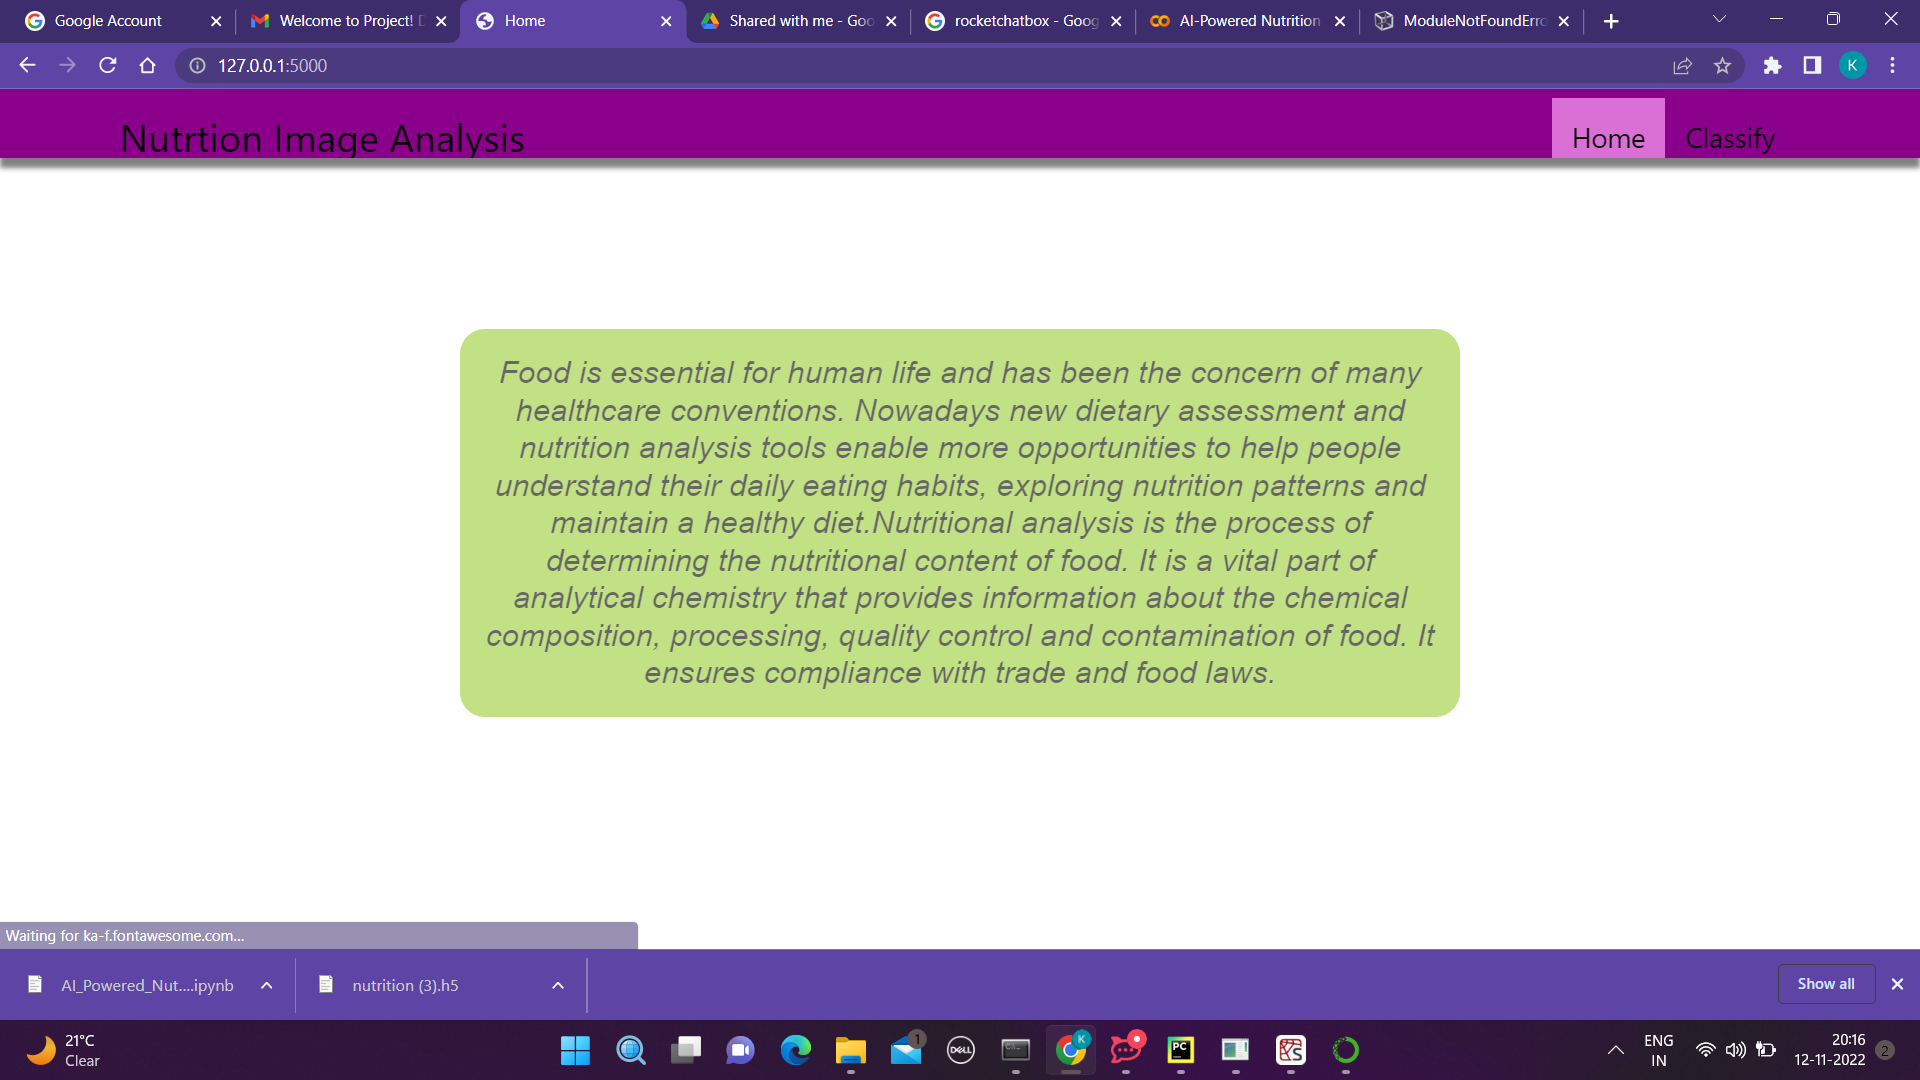 Google Account
Welcome to Project! D
Home
Shared with me - Goo
rocketchatbox - Goog
AI-Powered Nutrition
ModuleNotFoundErro
127.0.0.1:5000
K
Nutrtion Image Analysis
Home
Classify
Food is essential for human life and has been the concern of many
healthcare conventions. Nowadays new dietary assessment and
nutrition analysis tools enable more opportunities to help people
understand their daily eating habits, exploring nutrition patterns and
maintain a healthy diet.Nutritional analysis is the process of
determining the nutritional content of food. It is a vital part of
analytical chemistry that provides information about the chemical
composition, processing, quality control and contamination of food. It
ensures compliance with trade and food laws.
Waiting for ka-f.fontawesome.com...
AI_Powered_Nut....ipynb
nutrition (3).h5
Show all
21°C
Clear
1
DELL
K
PC
ENG
IN
20:16
12-11-2022
2